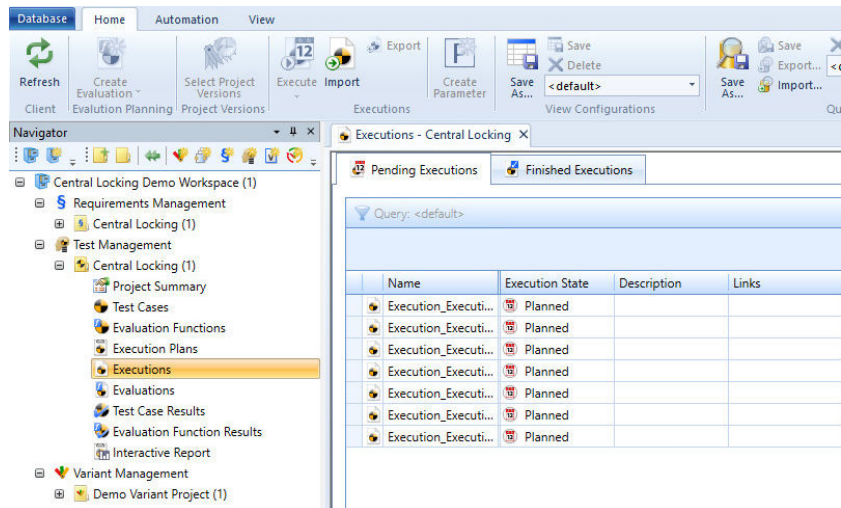 Database Home Automation View
Refresh Create Evaluation Select Project Versions Execute Import Export Create Parameter Save As... Save Delete <default> Save As... Save Export... Import...
Client Evalution Planning Project Versions Executions View Configurations Qu
Navigator
Executions - Central Locking
Central Locking Demo Workspace (1)
Requirements Management
Central Locking (1)
Test Management
Central Locking (1)
Project Summary
Test Cases
Evaluation Functions
Execution Plans
Executions
Evaluations
Test Case Results
Evaluation Function Results
Interactive Report
Variant Management
Demo Variant Project (1)
Pending Executions Finished Executions
Query: <default>
Name Execution State Description Links
Execution_Executi... Planned
Execution_Executi... Planned
Execution_Executi... Planned
Execution_Executi... Planned
Execution_Executi... Planned
Execution_Executi... Planned
Execution_Executi... Planned